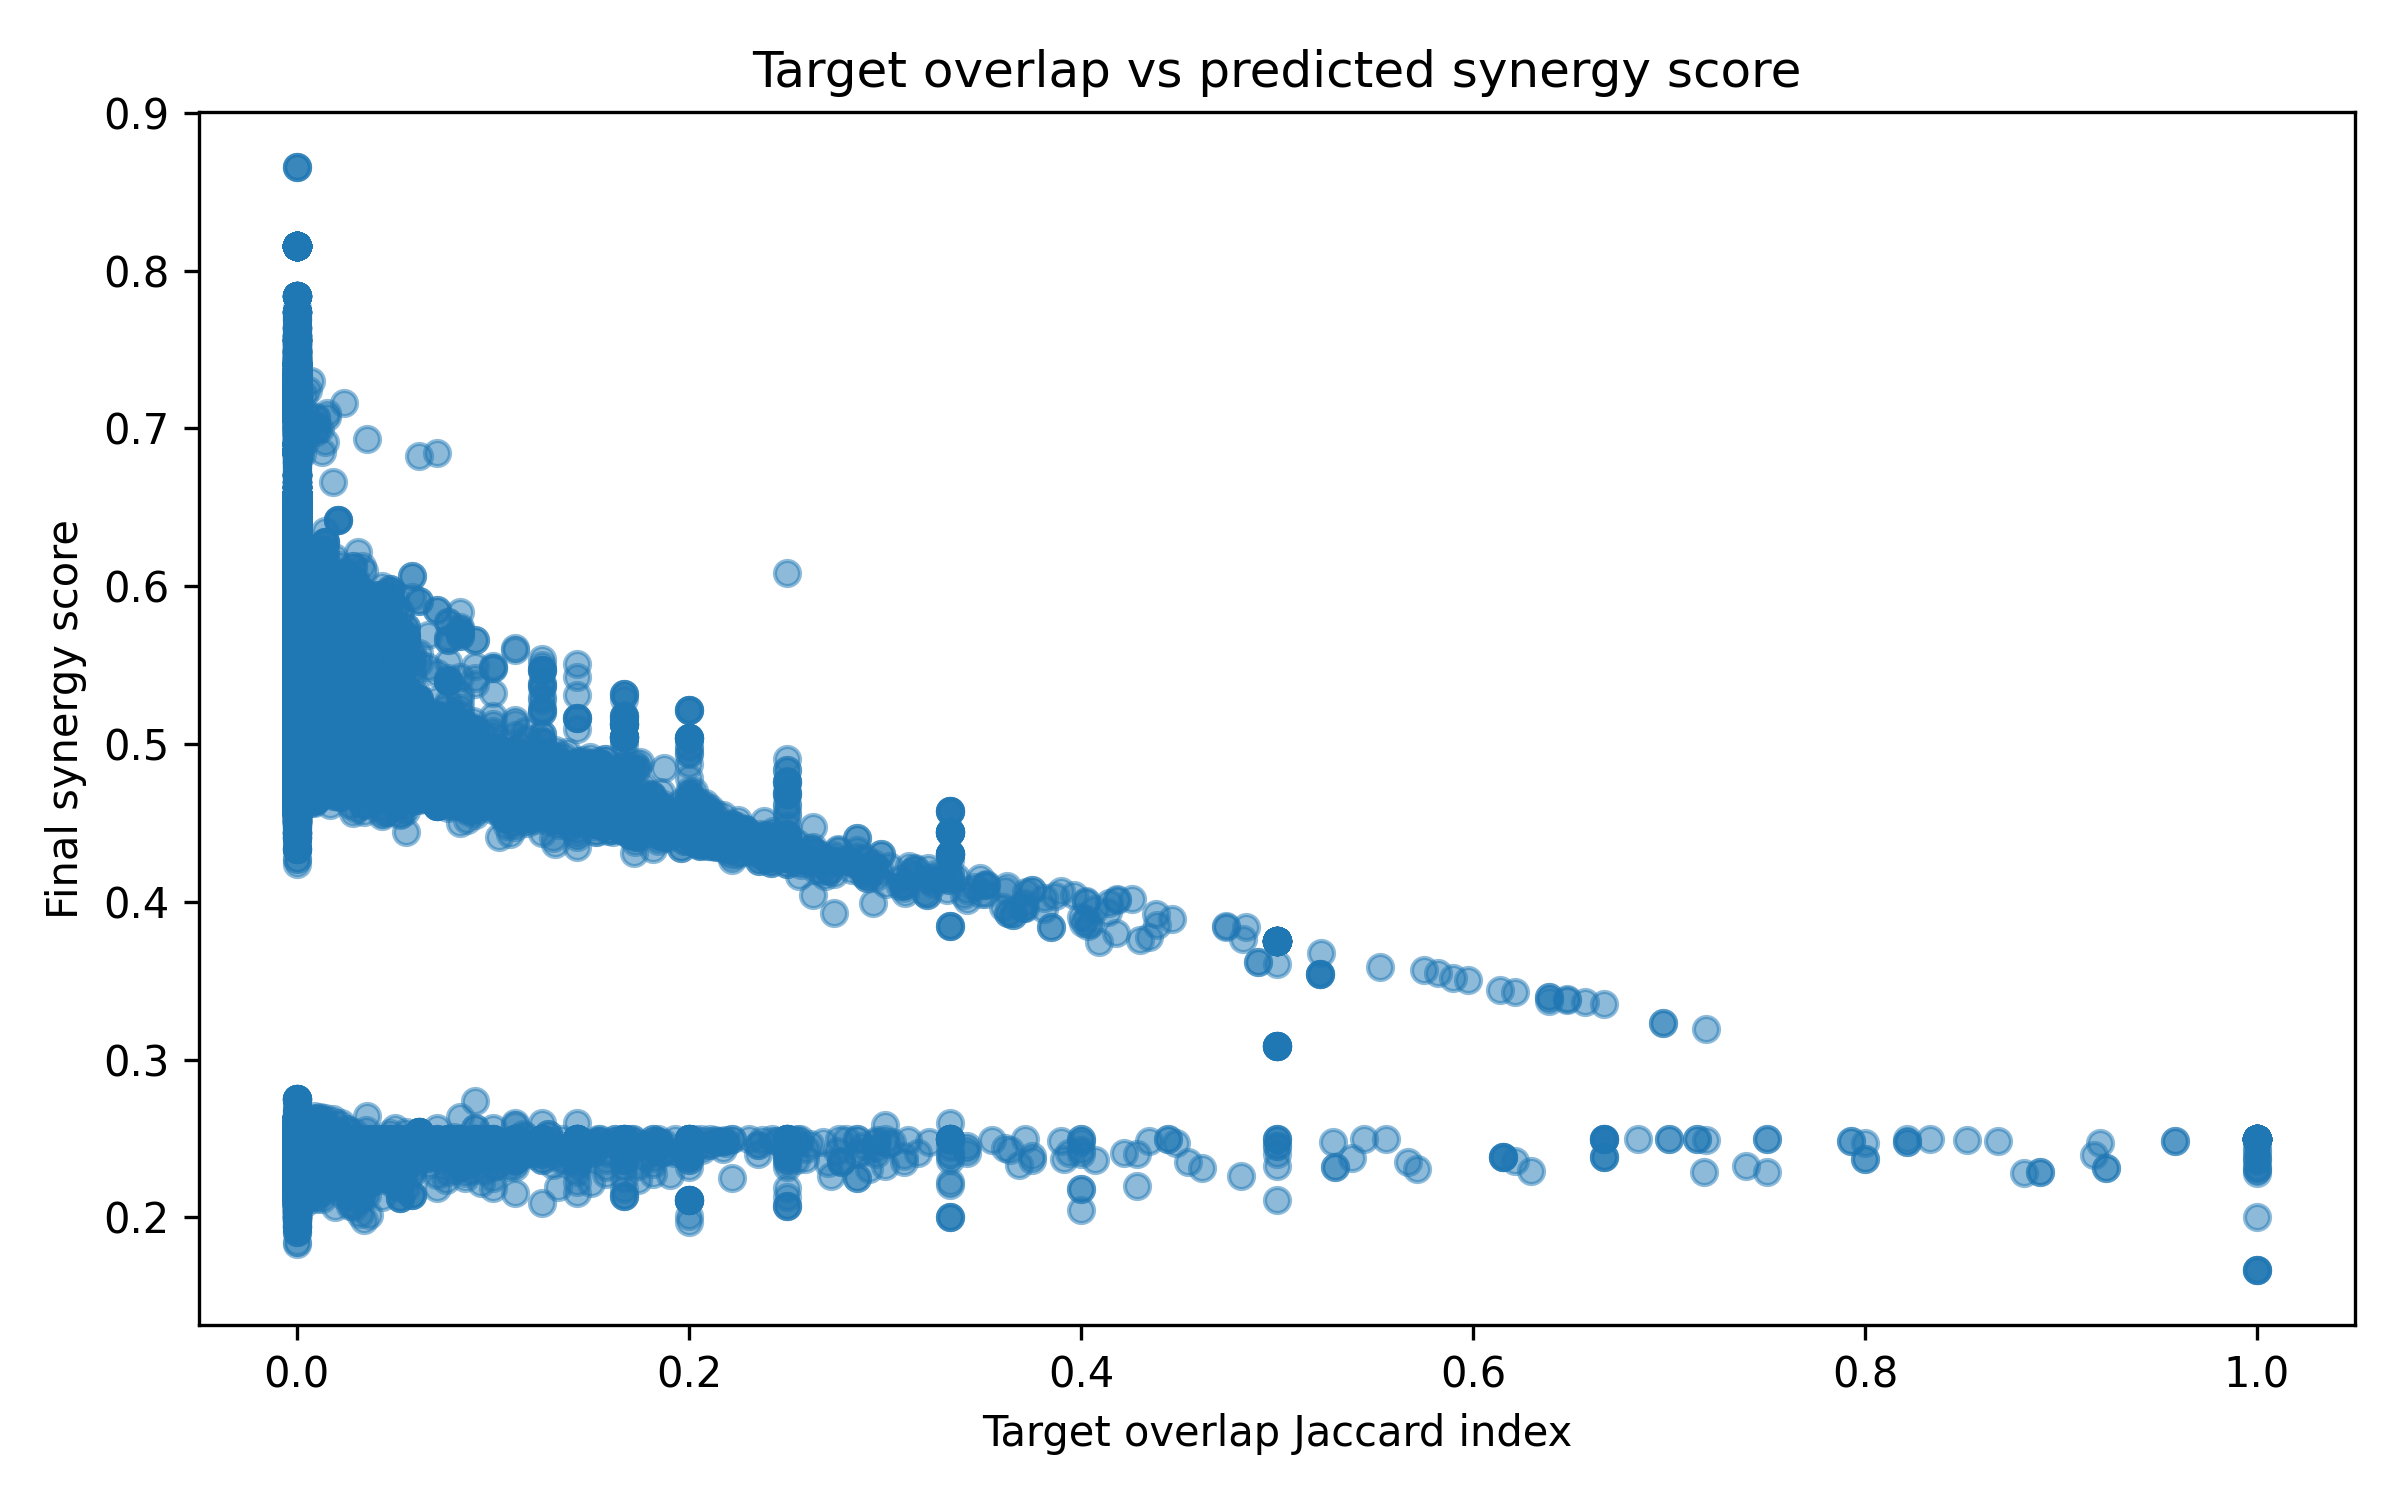 Target overlap vs predicted synergy score
0.9
0.8
0.7
0.6
0.5
0.4
0.3
0.2
Final synergy score
0.0 0.2 0.4 0.6 0.8 1.0
Target overlap Jaccard index